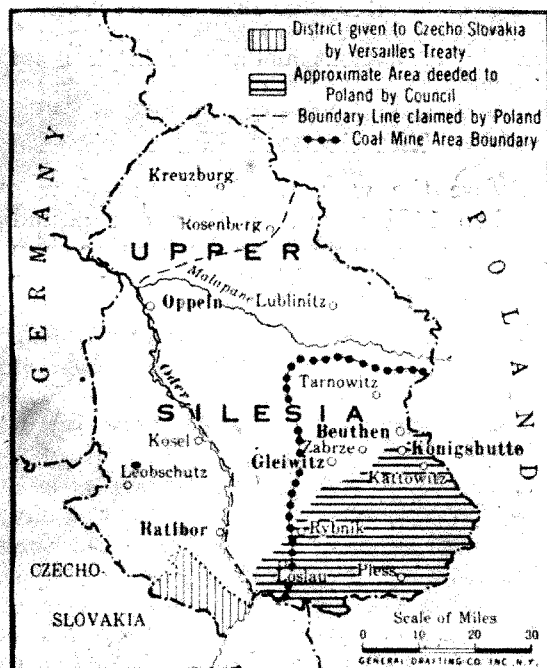 District given to Czecho Slovakia
by Versailles Treaty
Approximate Area deeded to
Poland by Council
Boundary Line claimed by Poland
Coal Mine Area Boundary
GERMANY
POLAND
Kreuzburg
Rosenberg
UPPER
Malapane
Oppeln
Lublinitz
Oder
Tarnowitz
SILESIA
Beuthen
Kosel
Zabrze
Königshutte
Gleiwitz
Kattowitz
Leobschutz
Ratibor
Rybnik
CZECHO-
Loslau
Pless
SLOVAKIA
Scale of Miles
0 10 20 30
GENERAL DRAFTING CO. INC. N.Y.